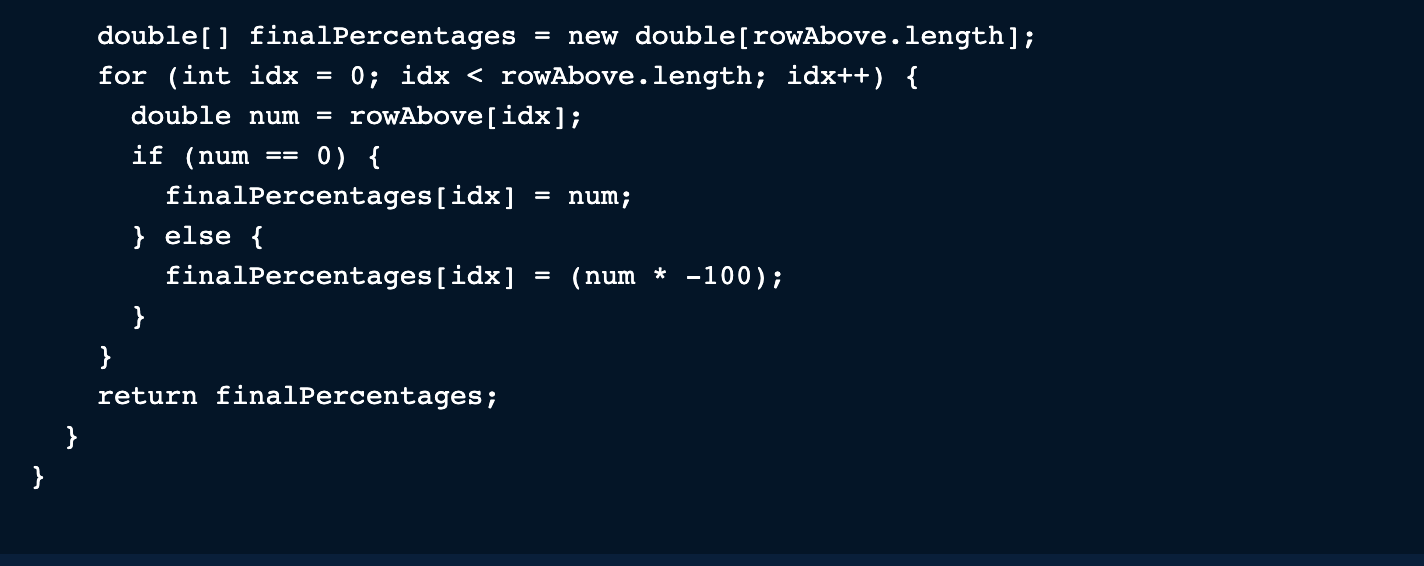 double[] finalPercentages = new double[rowAbove.length];
for (int idx = 0; idx < rowAbove.length; idx++) {
double num = rowAbove[idx];
if (num == 0) {
finalPercentages[idx] = num;
} else {
finalPercentages[idx] = (num * -100);
}
}
return finalPercentages;
}
}